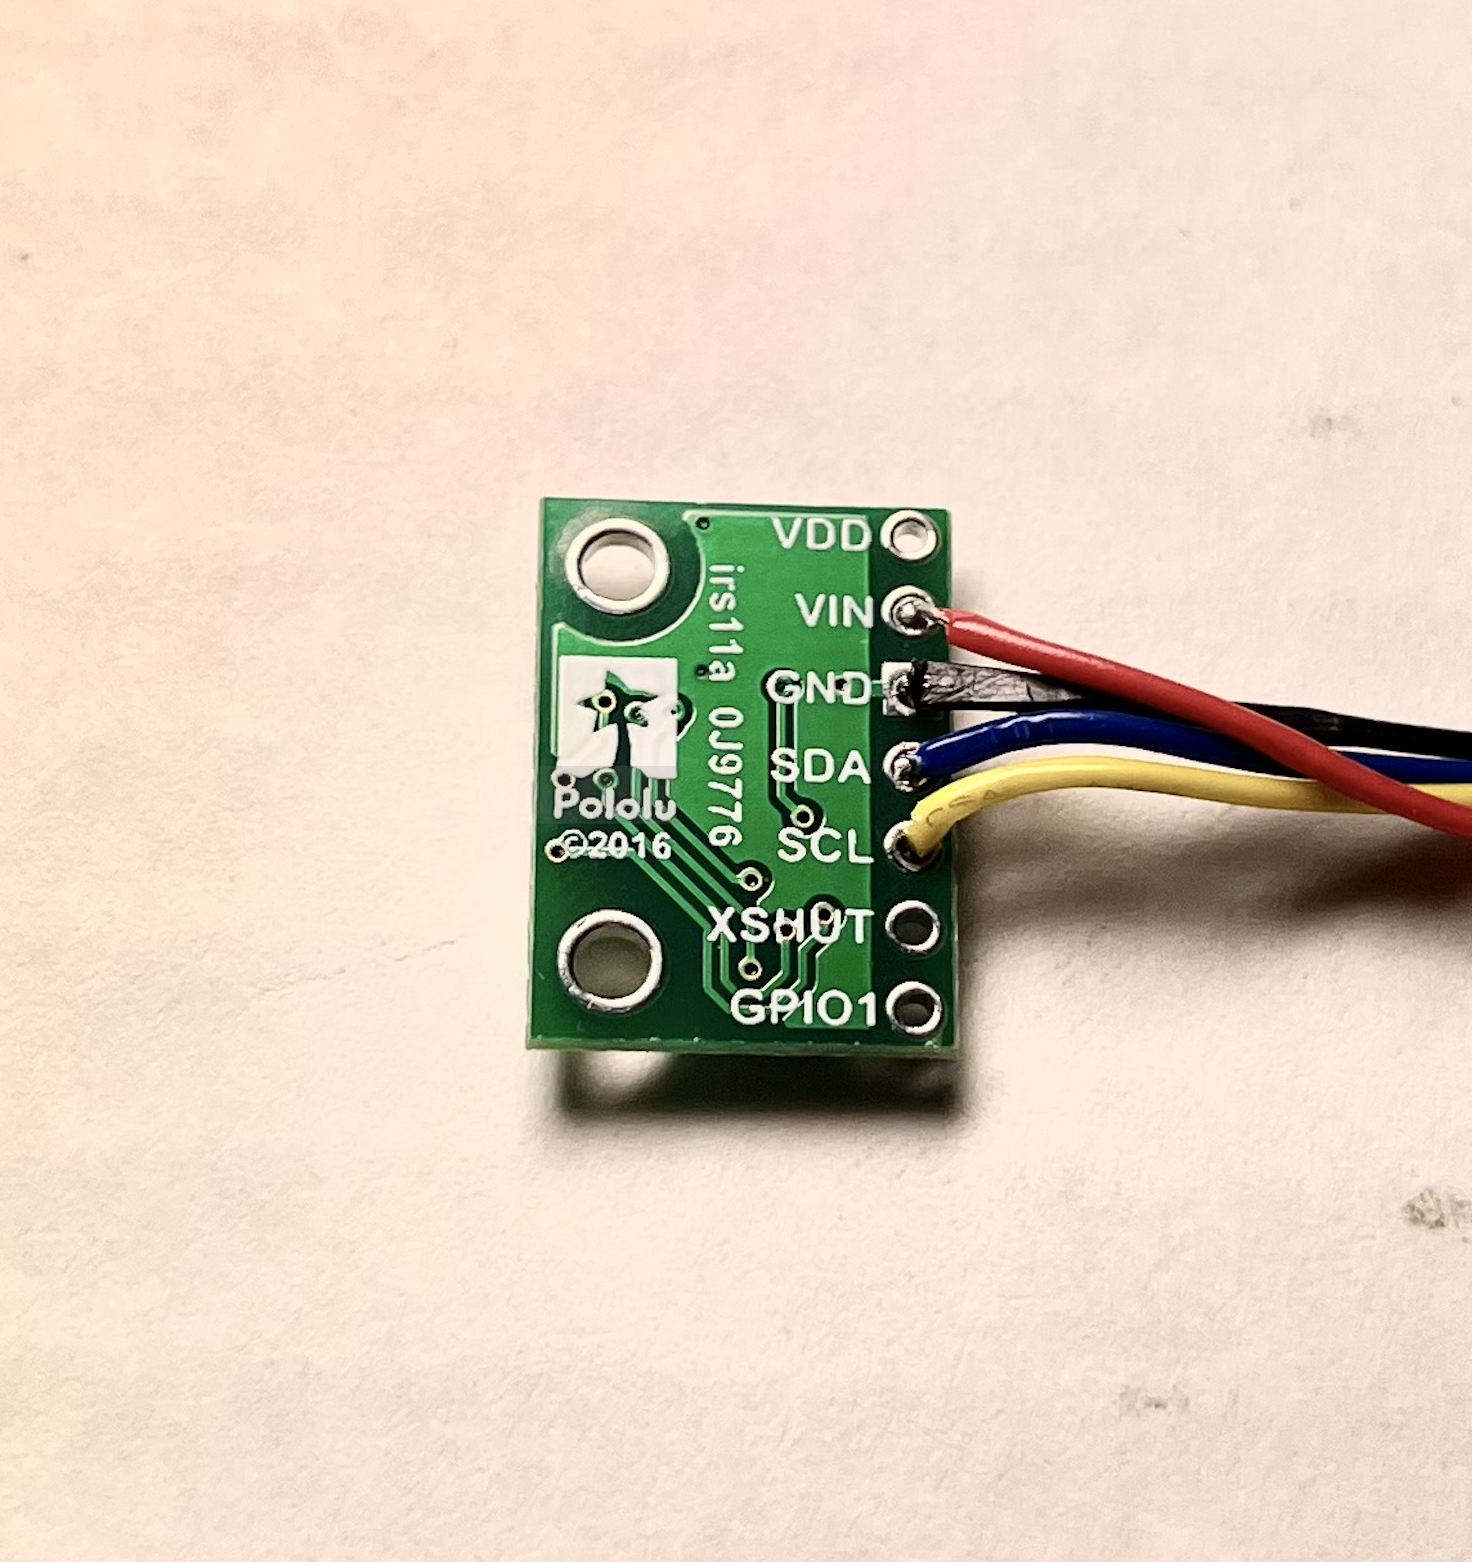 VDD
VIN
GND
SDA
SCL
XSHUT
GPIO1
irs11a 0J9776
Pololu
©2016